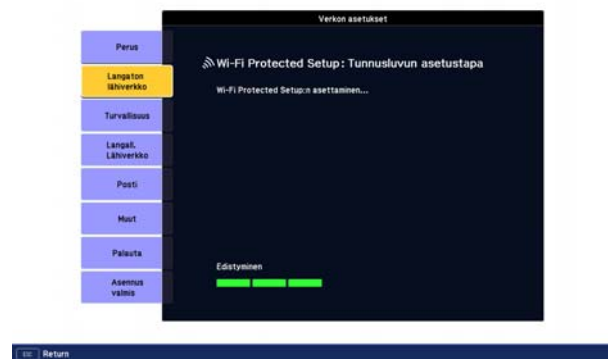 Verkon asetukset
Perus
Langaton
lähiverkko
Turvallisuus
Langall.
Lähiverkko
Posti
Muut
Palauta
Asennus
valmis
Wi-Fi Protected Setup: Tunnusluvun asetustapa
Wi-Fi Protected Setup:n asettaminen...
Edistyminen
Esc Return